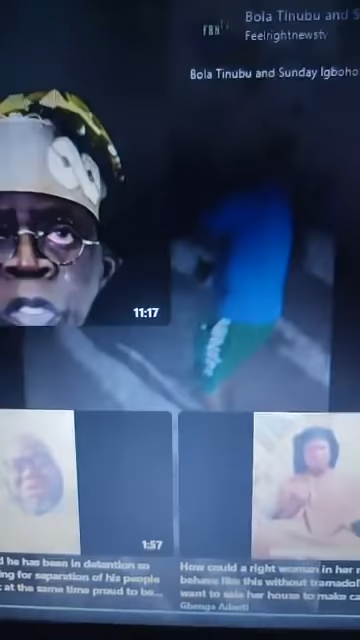 Bola Tinubu and S
FBN
Feelrightnewstv
Bola Tinubu and Sunday Igboho
11:17
1:57
d he has been in detention so
ing for separation of his people
t at the same time proud to be...
How could a right woman in her r
behave like this without tramadol
want to sale her house to make ca
Gbenga